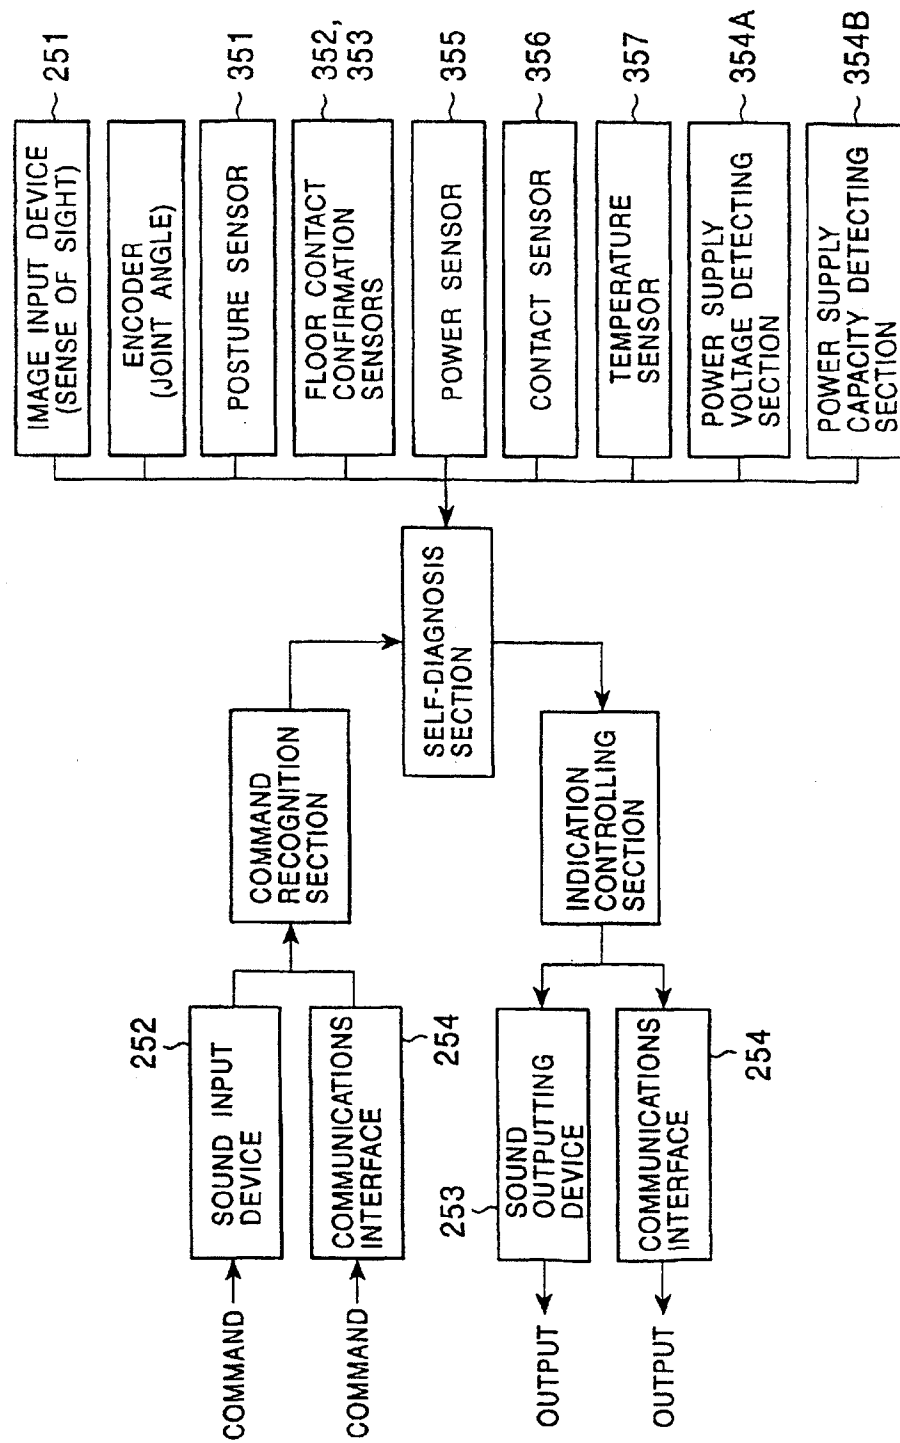 COMMAND
SOUND INPUT
DEVICE
252
COMMAND
COMMUNICATIONS
INTERFACE
254
COMMAND
RECOGNITION
SECTION
SELF-DIAGNOSIS
SECTION
INDICATION
CONTROLLING
SECTION
253
SOUND
OUTPUTTING
DEVICE
OUTPUT
COMMUNICATIONS
INTERFACE
254
OUTPUT
IMAGE INPUT DEVICE
(SENSE OF SIGHT)
251
ENCODER
(JOINT ANGLE)
POSTURE SENSOR
351
FLOOR CONTACT
CONFIRMATION
SENSORS
352,
353
POWER SENSOR
355
CONTACT SENSOR
356
TEMPERATURE
SENSOR
357
POWER SUPPLY
VOLTAGE DETECTING
SECTION
354A
POWER SUPPLY
CAPACITY DETECTING
SECTION
354B